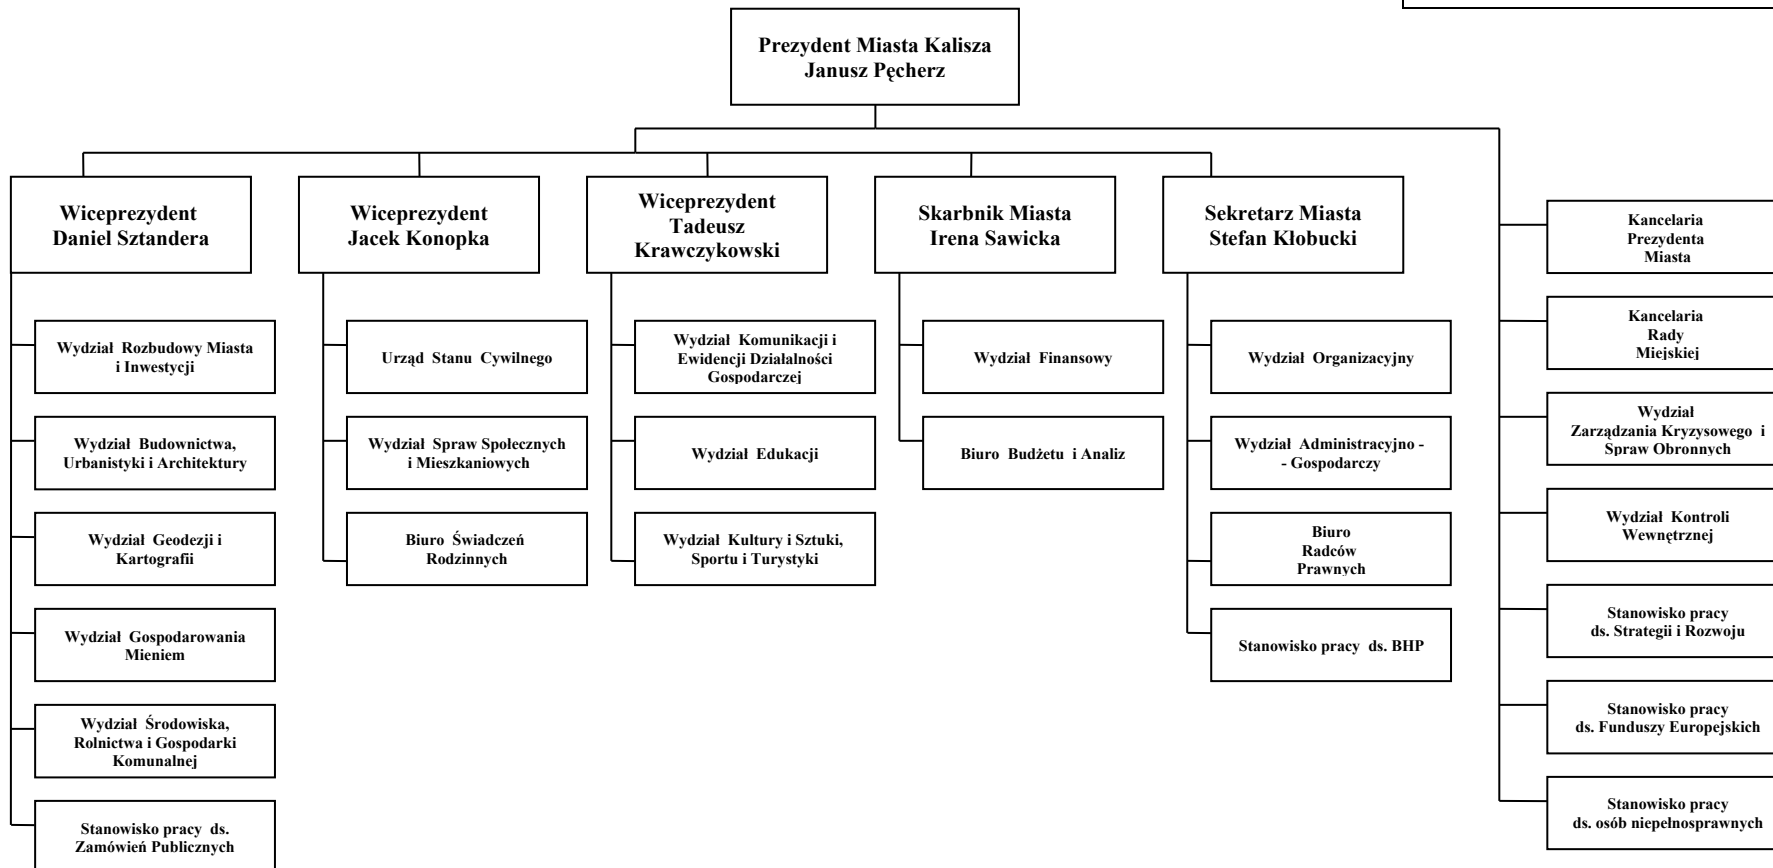 Prezydent Miasta Kalisza
Janusz Pęcherz
Wiceprezydent
Daniel Sztandera
Wiceprezydent
Jacek Konopka
Wiceprezydent
Tadeusz
Krawczykowski
Skarbnik Miasta
Irena Sawicka
Sekretarz Miasta
Stefan Kłobucki
Wydział Rozbudowy Miasta
i Inwestycji
Wydział Budownictwa,
Urbanistyki i Architektury
Wydział Geodezji i
Kartografii
Wydział Gospodarowania
Mieniem
Wydział Środowiska,
Rolnictwa i Gospodarki
Komunalnej
Stanowisko pracy ds.
Zamówień Publicznych
Urząd Stanu Cywilnego
Wydział Spraw Społecznych
i Mieszkaniowych
Biuro Świadczeń
Rodzinnych
Wydział Komunikacji i
Ewidencji Działalności
Gospodarczej
Wydział Edukacji
Wydział Kultury i Sztuki,
Sportu i Turystyki
Wydział Finansowy
Biuro Budżetu i Analiz
Wydział Organizacyjny
Wydział Administracyjno -
- Gospodarczy
Biuro
Radców
Prawnych
Stanowisko pracy ds. BHP
Kancelaria
Prezydenta
Miasta
Kancelaria
Rady
Miejskiej
Wydział
Zarządzania Kryzysowego i
Spraw Obronnych
Wydział Kontroli
Wewnętrznej
Stanowisko pracy
ds. Strategii i Rozwoju
Stanowisko pracy
ds. Funduszy Europejskich
Stanowisko pracy
ds. osób niepełnosprawnych